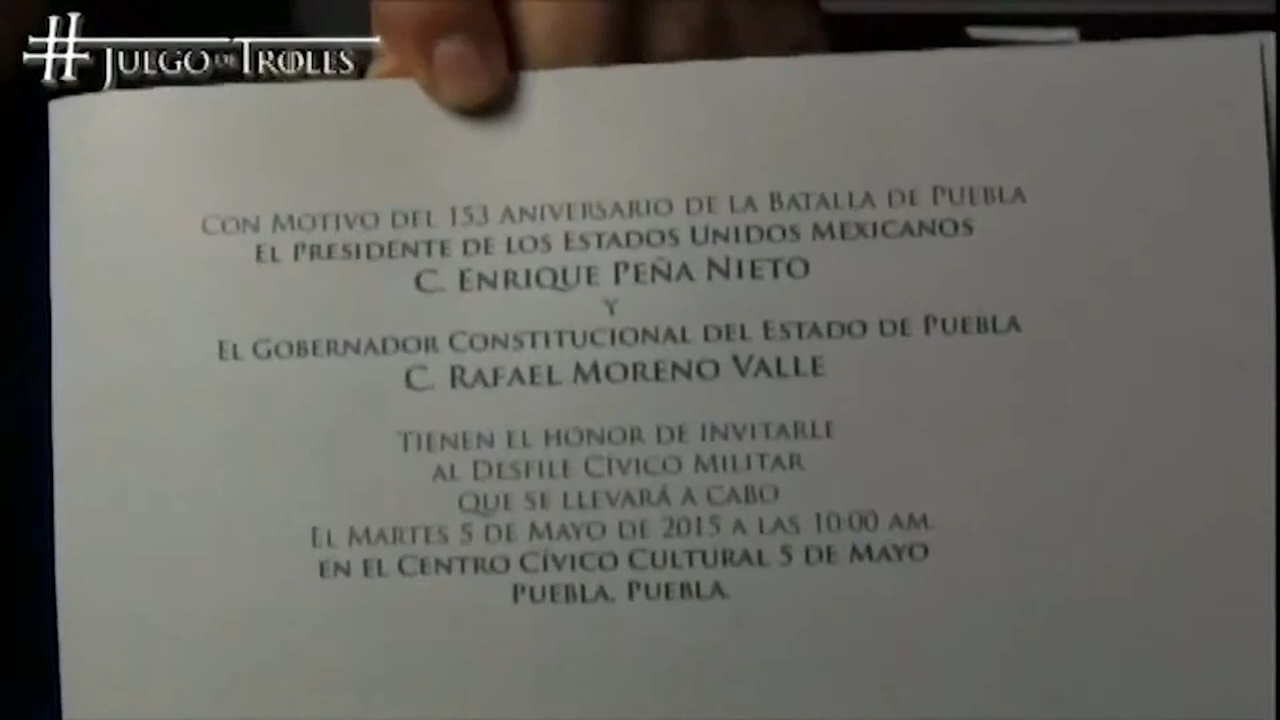 #JUEGO DE TROLES
CON MOTIVO DEL 153 ANIVERSARIO DE LA BATALLA DE PUEBLA
EL PRESIDENTE DE LOS ESTADOS UNIDOS MEXICANOS
C. ENRIQUE PEÑA NIETO
Y
EL GOBERNADOR CONSTITUCIONAL DEL ESTADO DE PUEBLA
C. RAFAEL MORENO VALLE
TIENEN EL HONOR DE INVITARLE
AL DESFILE CÍVICO MILITAR
QUE SE LLEVARÁ A CABO
EL MARTES 5 DE MAYO DE 2015 A LAS 10:00 AM
EN EL CENTRO CÍVICO CULTURAL 5 DE MAYO
PUEBLA, PUEBLA.